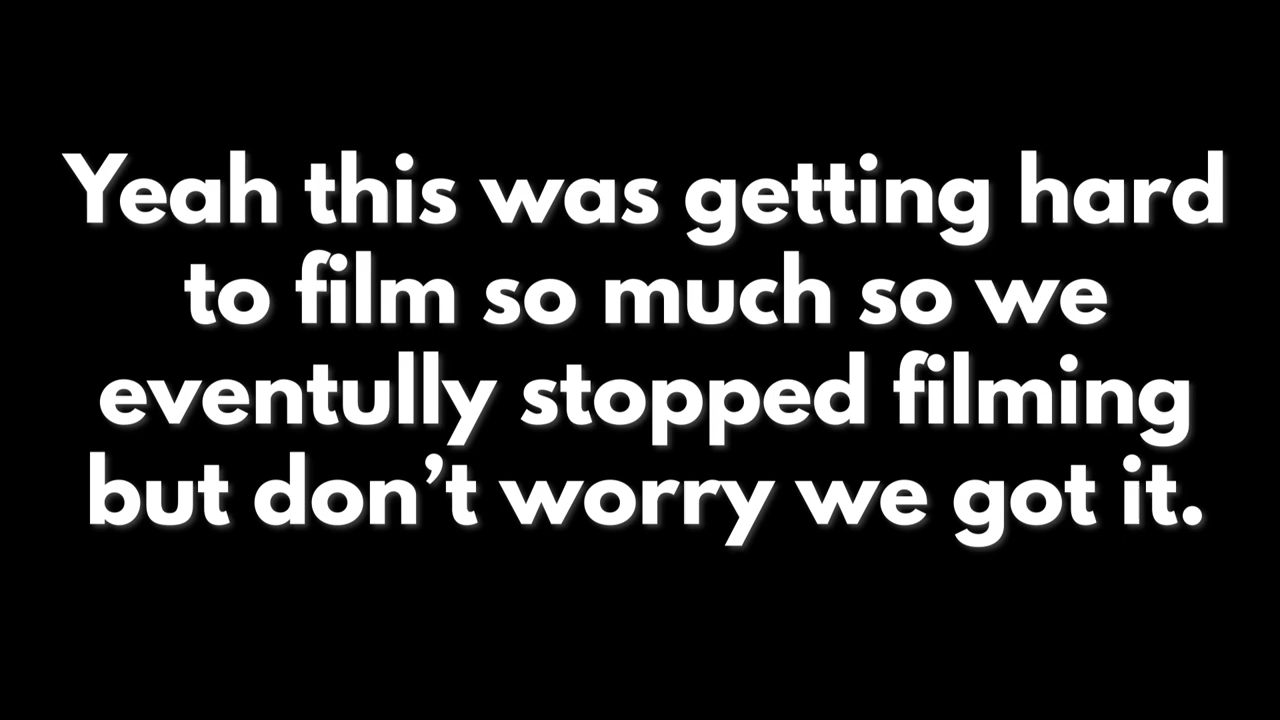 Yeah this was getting hard
to film so much so we
eventully stopped filming
but don’t worry we got it.